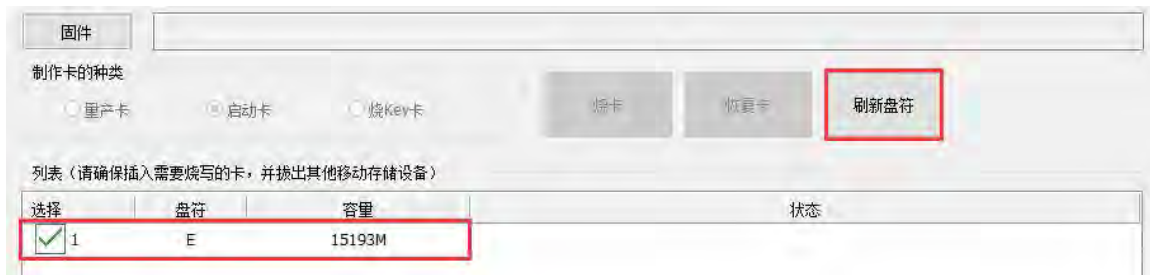 固件
制作卡的种类
量产卡 启动卡 烧Key卡 烧卡 恢复卡 刷新盘符
列表（请确保插入需要烧写的卡，并拔出其他移动存储设备）
选择 盘符 容量 状态
1 E 15193M